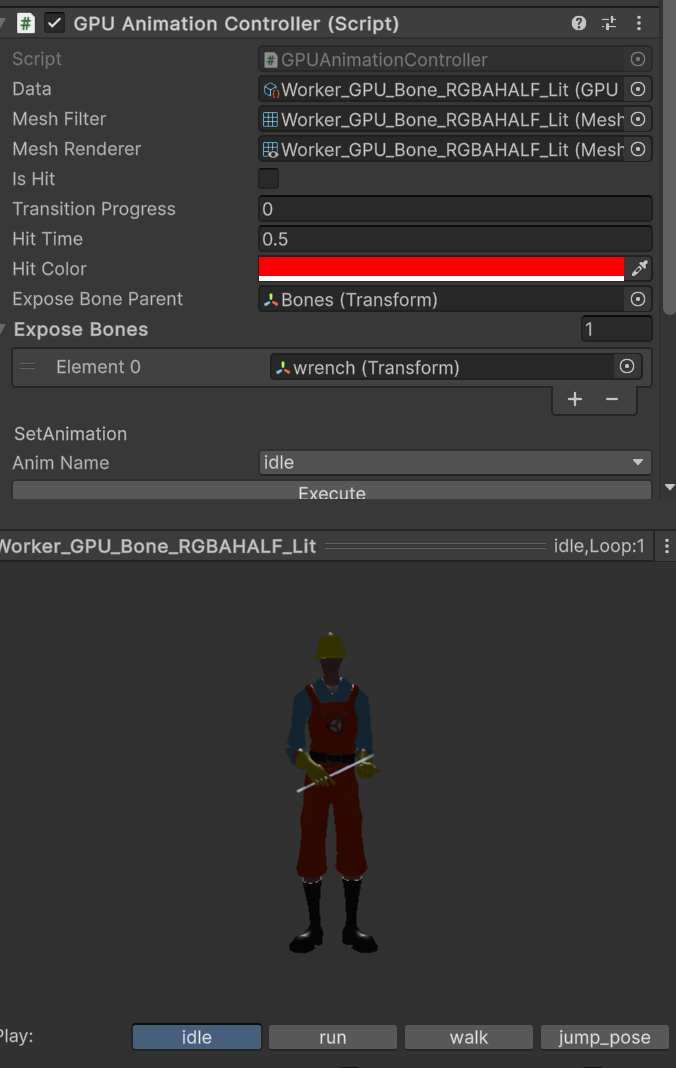 GPU Animation Controller (Script)
Script GPUAnimationController
Data Worker_GPU_Bone_RGBAHALF_Lit (GPU
Mesh Filter Worker_GPU_Bone_RGBAHALF_Lit (Mesh
Mesh Renderer Worker_GPU_Bone_RGBAHALF_Lit (Mesh
Is Hit
Transition Progress 0
Hit Time 0.5
Hit Color
Expose Bone Parent Bones (Transform)
Expose Bones 1
Element 0 wrench (Transform)
SetAnimation
Anim Name idle
Execute
Worker_GPU_Bone_RGBAHALF_Lit idle,Loop:1
Play: idle run walk jump_pose